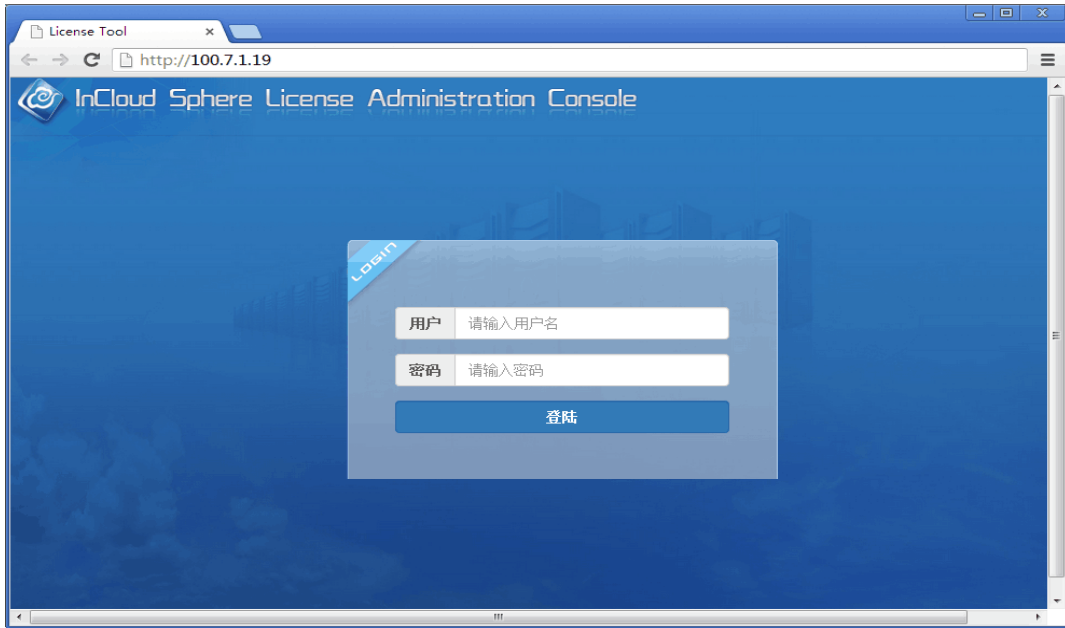 License Tool
http://100.7.1.19
InCloud Sphere License Administration Console
LOGIN
用户 请输入用户名
密码 请输入密码
登陆